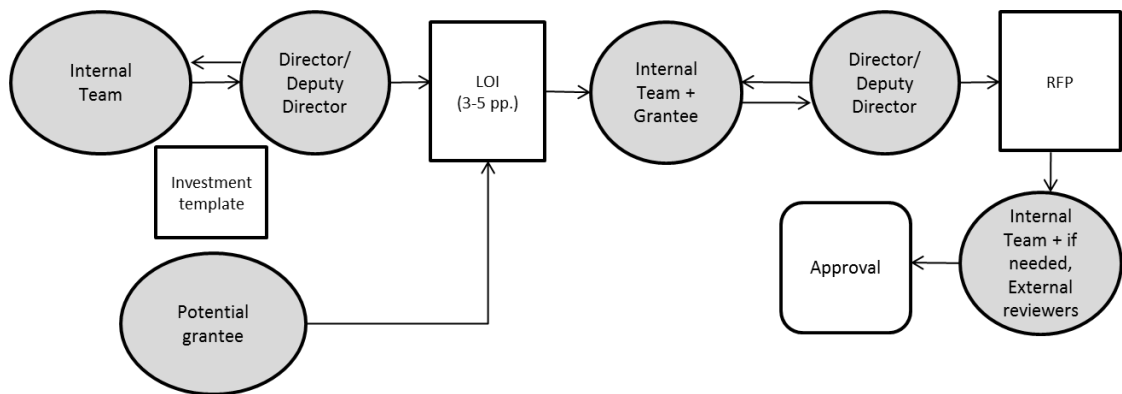 Internal
Team
Director/
Deputy
Director
LOI
(3-5 pp.)
Internal
Team +
Grantee
Director/
Deputy
Director
RFP
Investment
template
Potential
grantee
Approval
Internal
Team + if
needed,
External
reviewers